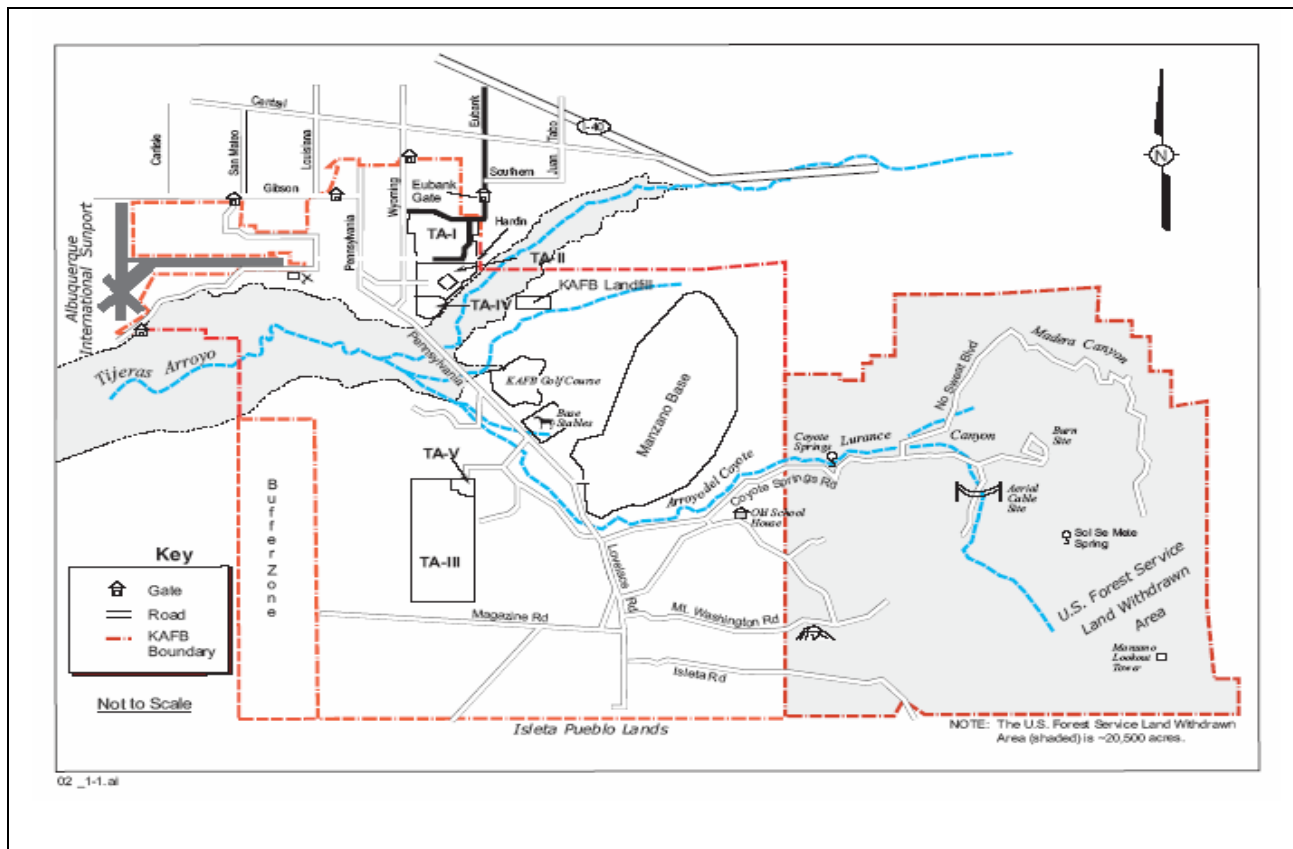 Central
I-40
Eubank
Carlisle
San Mateo
Louisiana
Juan Tabo
Southern
Gibson
Wyoming
Eubank
Gate
Hardin
Pennsylvania
TA-I
TA-II
KAFB Landfill
TA-IV
Albuquerque
International Sunport
N
Tijeras Arroyo
Pennsylvania
KAFB Golf Course
Base
Stables
Manzano Base
No Sweat Blvd
Madera Canyon
Coyote
Springs
Lurance
Canyon
Burn
Site
TA-V
Arroyo del Coyote
Coyote Springs Rd
Aerial
Cable
Site
Old School
House
Sol Se Mete
Spring
Buffer Zone
TA-III
Lovelace Rd
Magazine Rd
Mt. Washington Rd
U.S. Forest Service
Land Withdrawn
Area
Manzano
Lookout
Tower
Isleta Rd
Key
Gate
Road
KAFB
Boundary
Not to Scale
Isleta Pueblo Lands
NOTE: The U.S. Forest Service Land Withdrawn
Area (shaded) is ~20,500 acres.
02 _1-1.ai